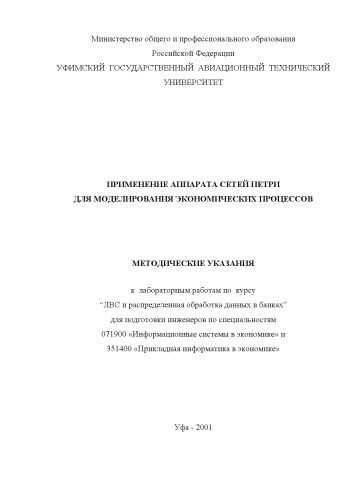 Министерство общего и профессионального образования
Российской Федерации
УФИМСКИЙ ГОСУДАРСТВЕННЫЙ АВИАЦИОННЫЙ ТЕХНИЧЕСКИЙ
УНИВЕРСИТЕТ
ПРИМЕНЕНИЕ АППАРАТА СЕТЕЙ ПЕТРИ
ДЛЯ МОДЕЛИРОВАНИЯ ЭКОНОМИЧЕСКИХ ПРОЦЕССОВ
МЕТОДИЧЕСКИЕ УКАЗАНИЯ
к лабораторным работам по курсу
“ЛВС и распределенная обработка данных в банках”
для подготовки инженеров по специальностям
071900 «Информационные системы в экономике» и
351400 «Прикладная информатика в экономике»
Уфа - 2001